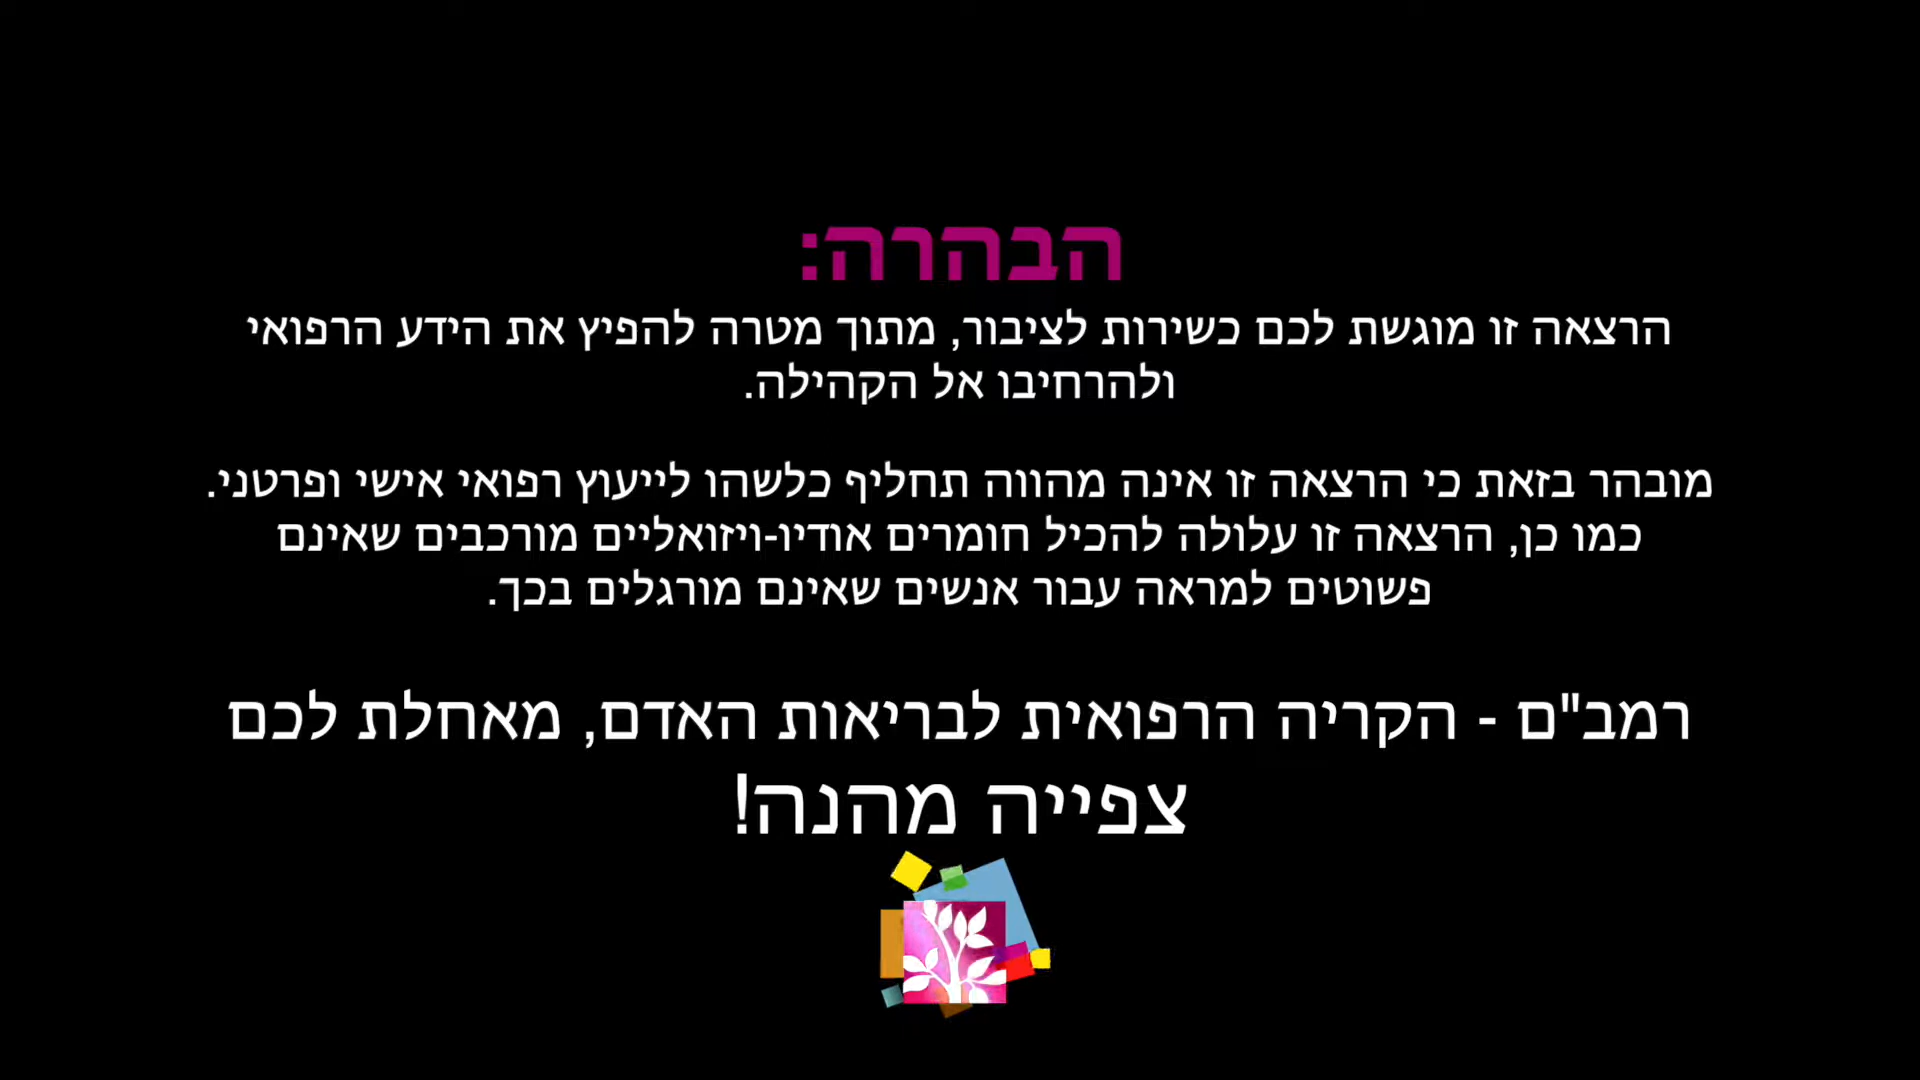 הבהרה:
הרצאה זו מוגשת לכם כשירות לציבור, מתוך מטרה להפיץ את הידע הרפואי
ולהרחיבו אל הקהילה.
מובהר בזאת כי הרצאה זו אינה מהווה תחליף כלשהו לייעוץ רפואי אישי ופרטני.
כמו כן, הרצאה זו עלולה להכיל חומרים אודיו-ויזואליים מורכבים שאינם
פשוטים למראה עבור אנשים שאינם מורגלים בכך.
רמב"ם - הקריה הרפואית לבריאות האדם, מאחלת לכם
צפייה מהנה!